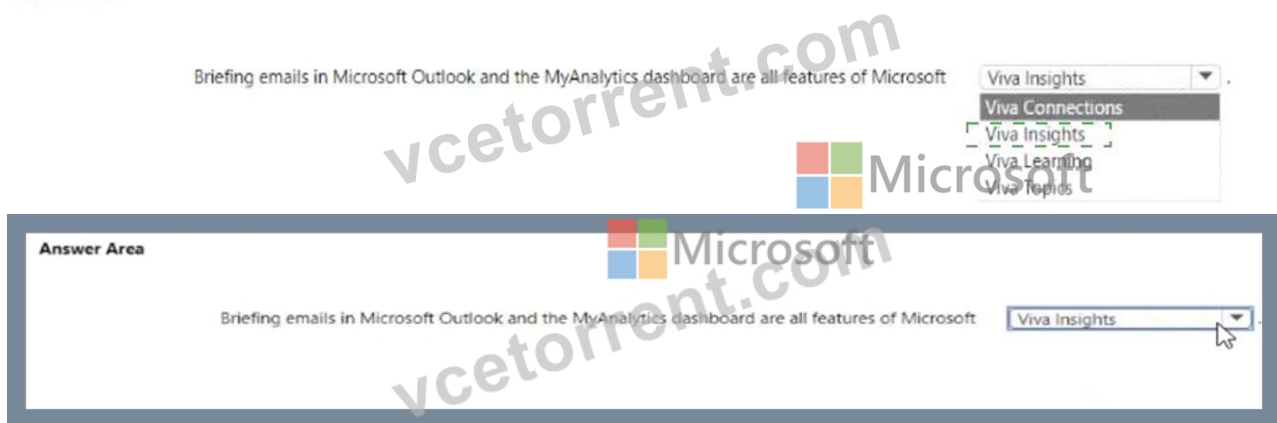 Briefing emails in Microsoft Outlook and the MyAnalytics dashboard are all features of Microsoft Viva Insights .
Viva Connections
Viva Insights
Viva Learning
Viva Topics
vcetorrent.com
Microsoft
Answer Area
Microsoft
Briefing emails in Microsoft Outlook and the MyAnalytics dashboard are all features of Microsoft Viva Insights .
vcetorrent.com